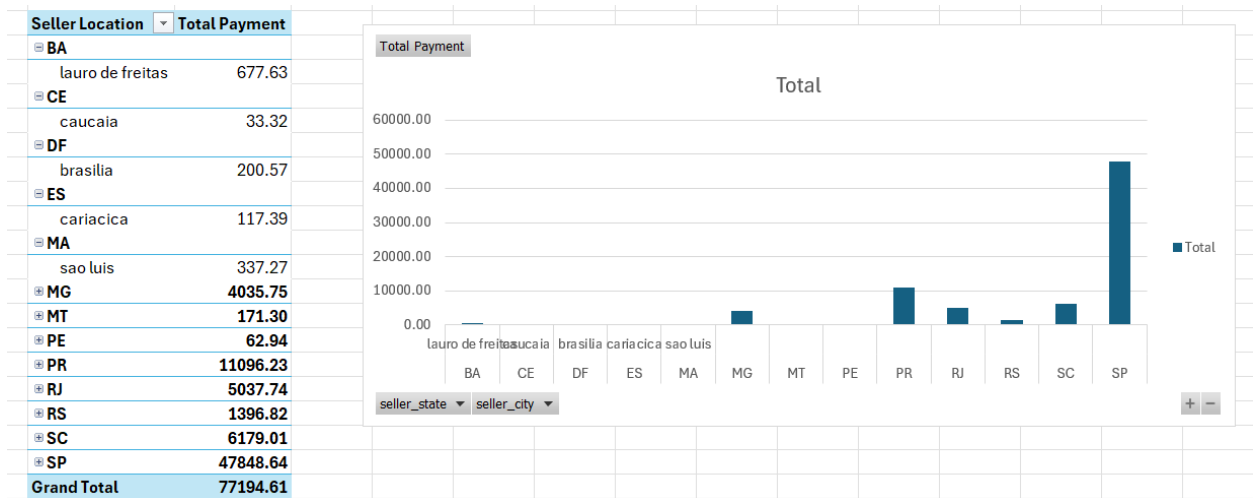 Seller Location Total Payment
BA
lauro de freitas 677.63
CE
caucaia 33.32
DF
brasilia 200.57
ES
cariacica 117.39
MA
sao luis 337.27
MG 4035.75
MT 171.30
PE 62.94
PR 11096.23
RJ 5037.74
RS 1396.82
SC 6179.01
SP 47848.64
Grand Total 77194.61
Total Payment
Total
60000.00
50000.00
40000.00
30000.00
20000.00
10000.00
0.00
lauro de freitas caucaia brasilia cariacica sao luis
BA CE DF ES MA MG MT PE PR RJ RS SC SP
Total
seller_state seller_city
+ −